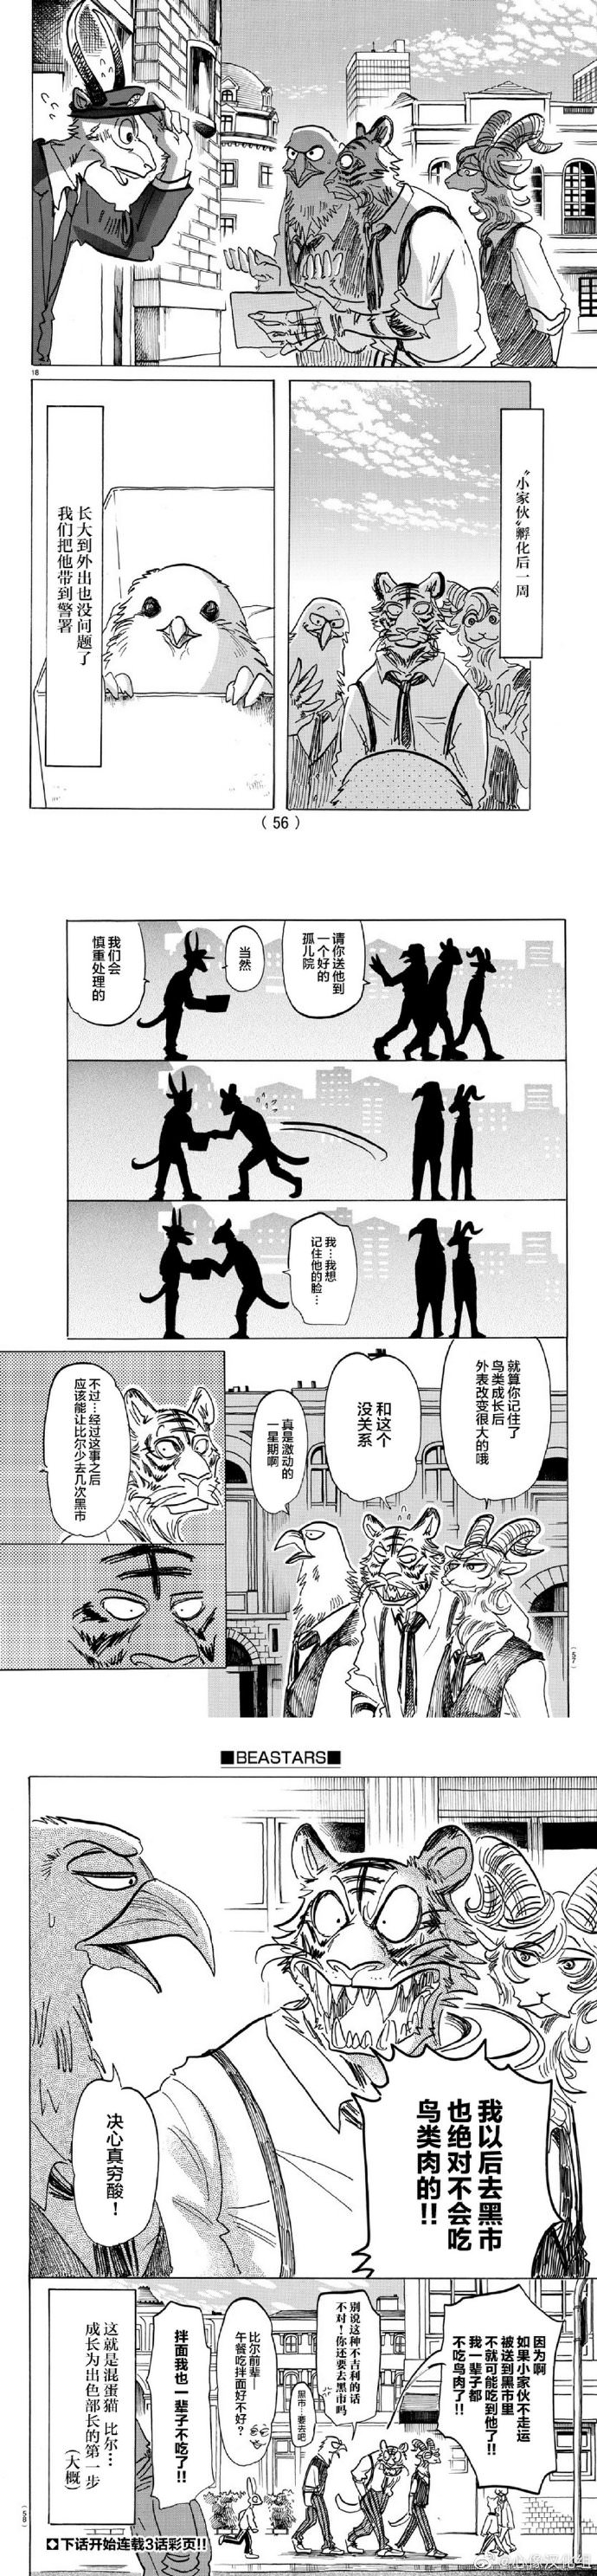 18
“小家伙”孵化后一周
长大到外出也没问题了
我们把他带到警署
( 56 )
请你送他到
一个好的
孤儿院
当然
我们会
慎重处理的
我…我想
记住他的脸…
就算你记住了
鸟类成长后
外表改变很大的哦
和这个
没关系
真是激动的
一星期啊
不过…经过这事之后
应该能让比尔少去几次黑市
( 57 )
■BEASTARS■
我以后去黑市
也绝对不会吃
鸟类肉的!!
决心真穷酸！
因为啊
如果小家伙不走运
被送到黑市里
不就可能吃到他了!!
我一辈子都
不吃鸟肉了!!
别说这种不吉利的话
不对！你还要去黑市吗
黑市…要去吧
比尔前辈—
午餐吃拌面好不好？
拌面我也一辈子不吃了!!
这就是混蛋猫 比尔…
成长为出色部长的第一步
(大概)
下话开始连载3话彩页!!
( 58 )